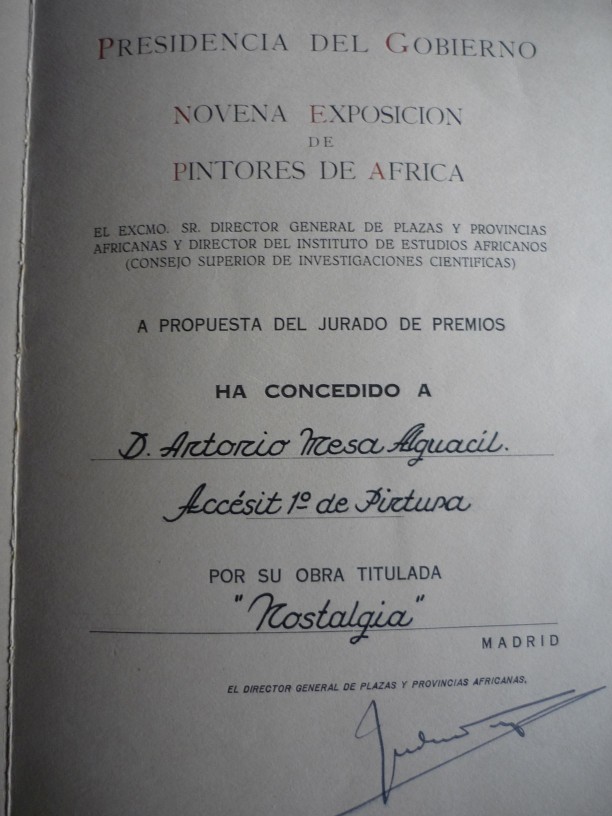 PRESIDENCIA DEL GOBIERNO
NOVENA EXPOSICION
DE
PINTORES DE AFRICA
EL EXCMO. SR. DIRECTOR GENERAL DE PLAZAS Y PROVINCIAS
AFRICANAS Y DIRECTOR DEL INSTITUTO DE ESTUDIOS AFRICANOS
(CONSEJO SUPERIOR DE INVESTIGACIONES CIENTIFICAS)
A PROPUESTA DEL JURADO DE PREMIOS
HA CONCEDIDO A
D. Antonio Mesa Alguacil.
Accésit 1º de Pintura
POR SU OBRA TITULADA
"Nostalgia"
MADRID
EL DIRECTOR GENERAL DE PLAZAS Y PROVINCIAS AFRICANAS,